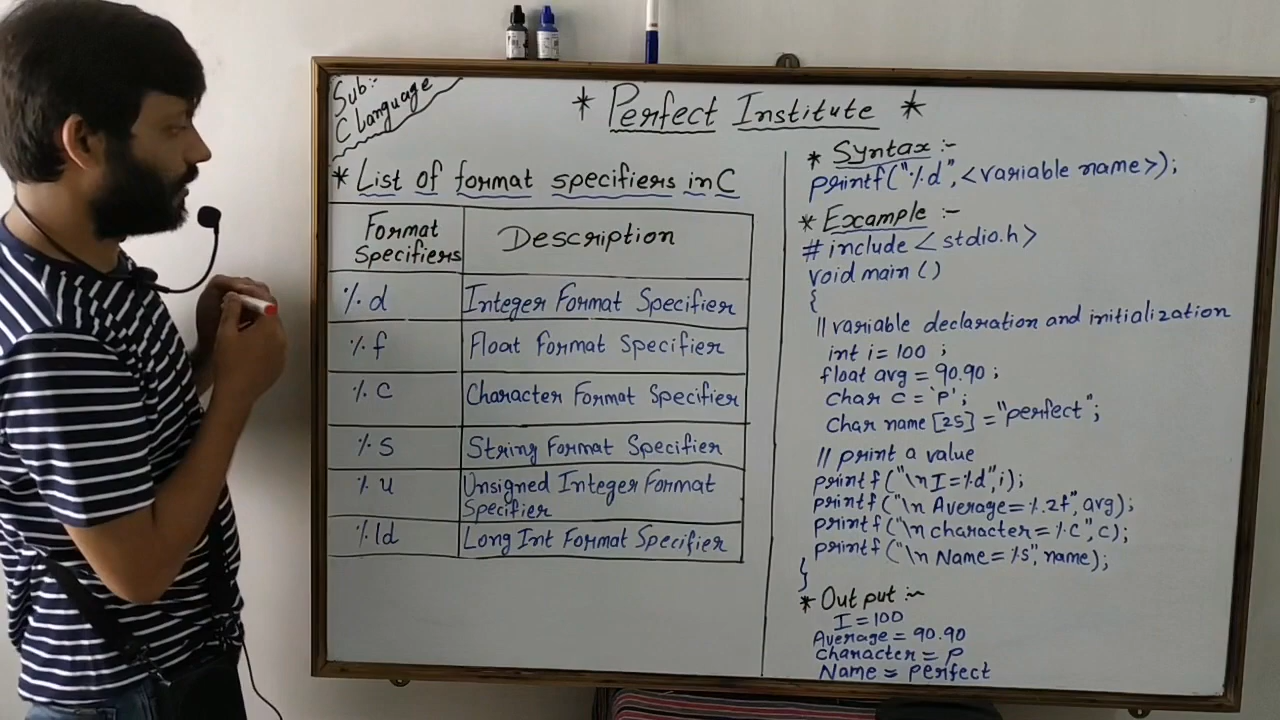 Sub:-
C Language
* Perfect Institute *
* List of format specifiers in C
Format Specifiers
Description
%d
Integer Format Specifier
%f
Float Format Specifier
%c
Character Format Specifier
%s
String Format Specifier
%u
Unsigned Integer Format
Specifier
%ld
Long Int Format Specifier
* Syntax :-
printf("%d",<variable name>);
* Example :-
#include <stdio.h>
void main ()
{
// variable declaration and initialization
int i=100 ;
float avg = 90.90 ;
char c = 'P' ;
Char name [25] = "perfect";
// print a value
printf("\n I=%d",i);
printf("\n Average=%.2f",avg);
printf("\n character=%c",c);
printf("\n Name=%s",name);
}
* Output :-
I=100
Average = 90.90
Character = P
Name = perfect